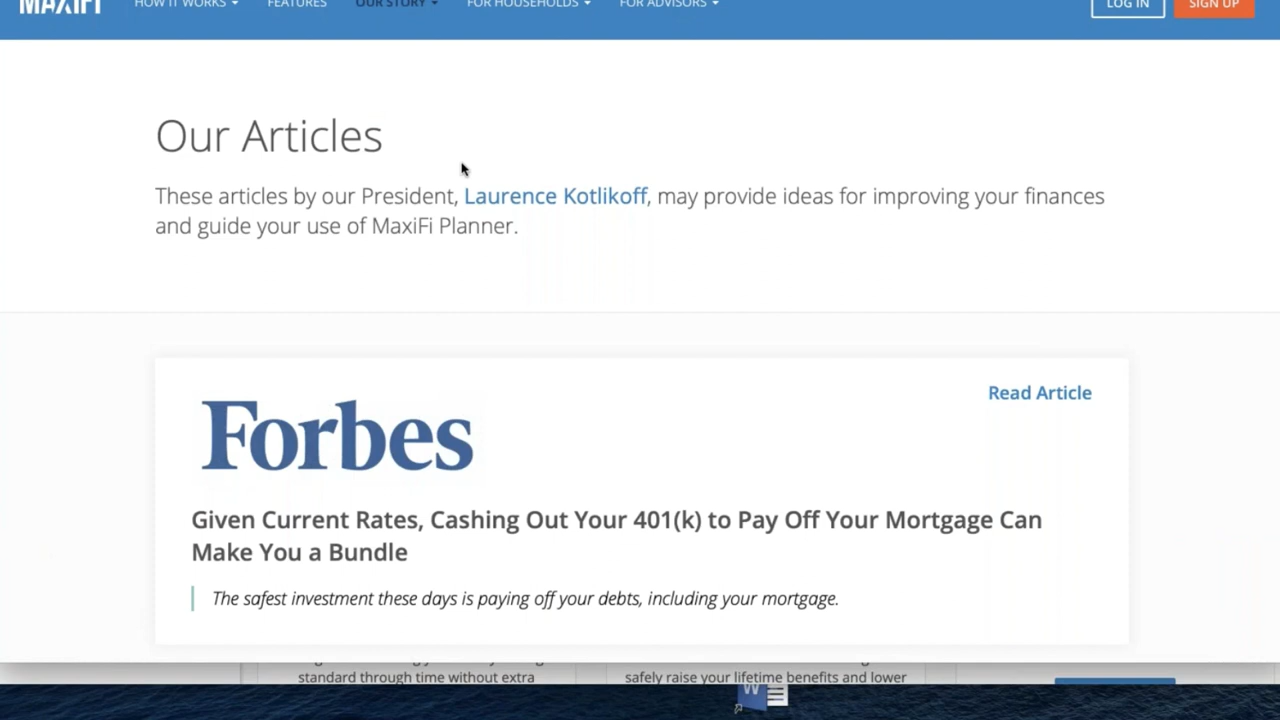 MAXIFI HOW IT WORKS FEATURES OUR STORY FOR HOUSEHOLDS FOR ADVISORS LOG IN SIGN UP
Our Articles
These articles by our President, Laurence Kotlikoff, may provide ideas for improving your finances
and guide your use of MaxiFi Planner.
Read Article
Forbes
Given Current Rates, Cashing Out Your 401(k) to Pay Off Your Mortgage Can
Make You a Bundle
The safest investment these days is paying off your debts, including your mortgage.
standard through time without extra
safely raise your lifetime benefits and lower
W